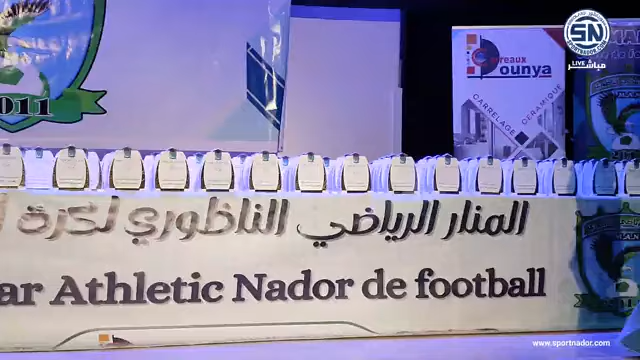 SN
SPORTNADOR.COM
LIVE مباشر
Carreaux
Dounya
CARRELAGE
CERAMIQUE
2011
المنار الرياضي الناظوري لكرة
ar Athletic Nador de football
www.sportnador.com